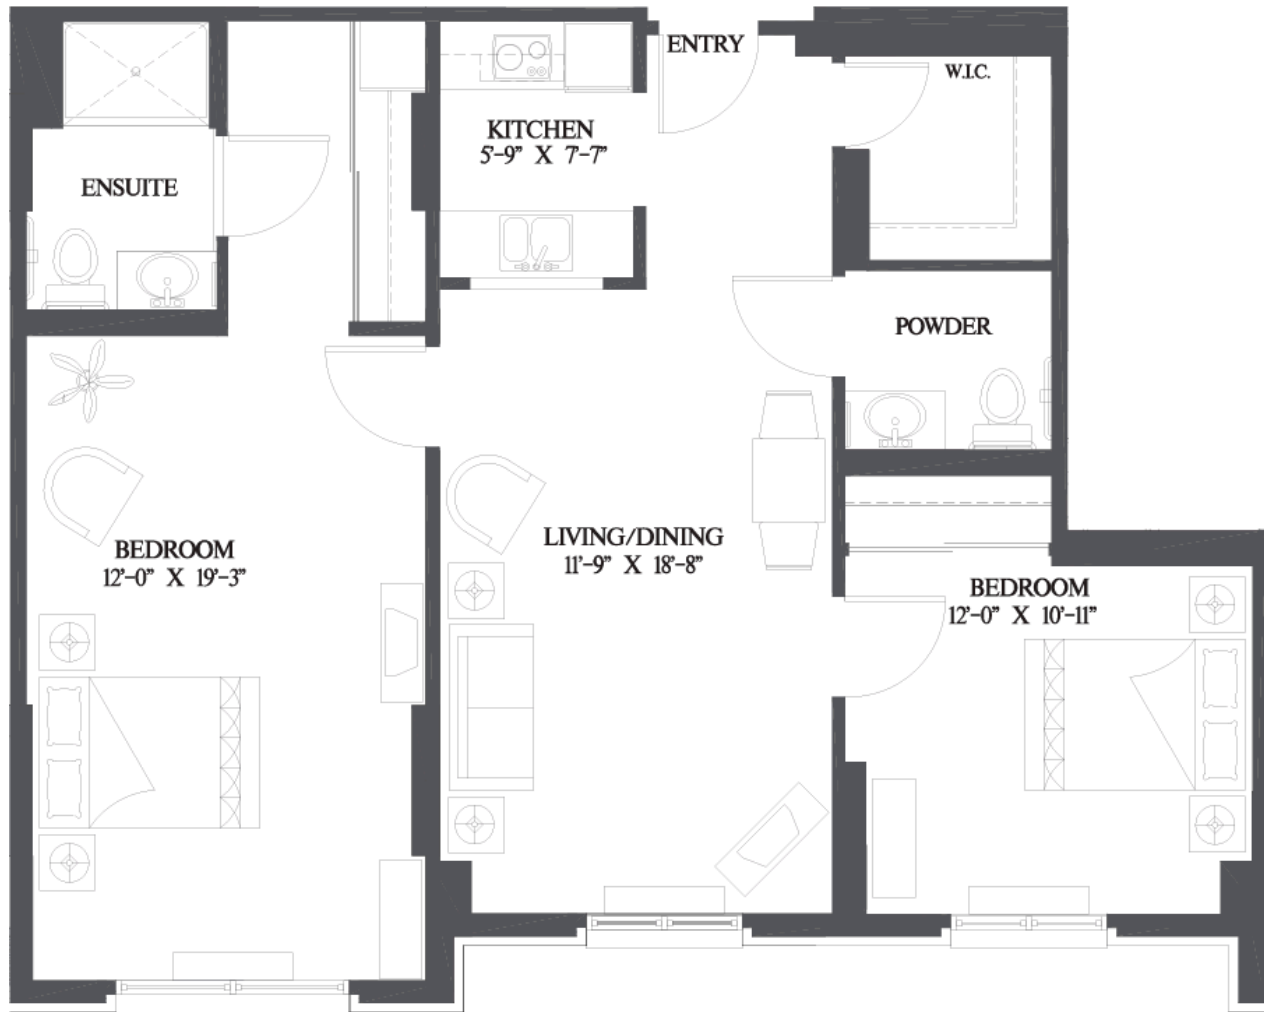 ENTRY
W.I.C.
KITCHEN
5'-9" X 7'-7"
ENSUITE
POWDER
LIVING/DINING
11'-9" X 18'-8"
BEDROOM
12'-0" X 19'-3"
BEDROOM
12'-0" X 10'-11"